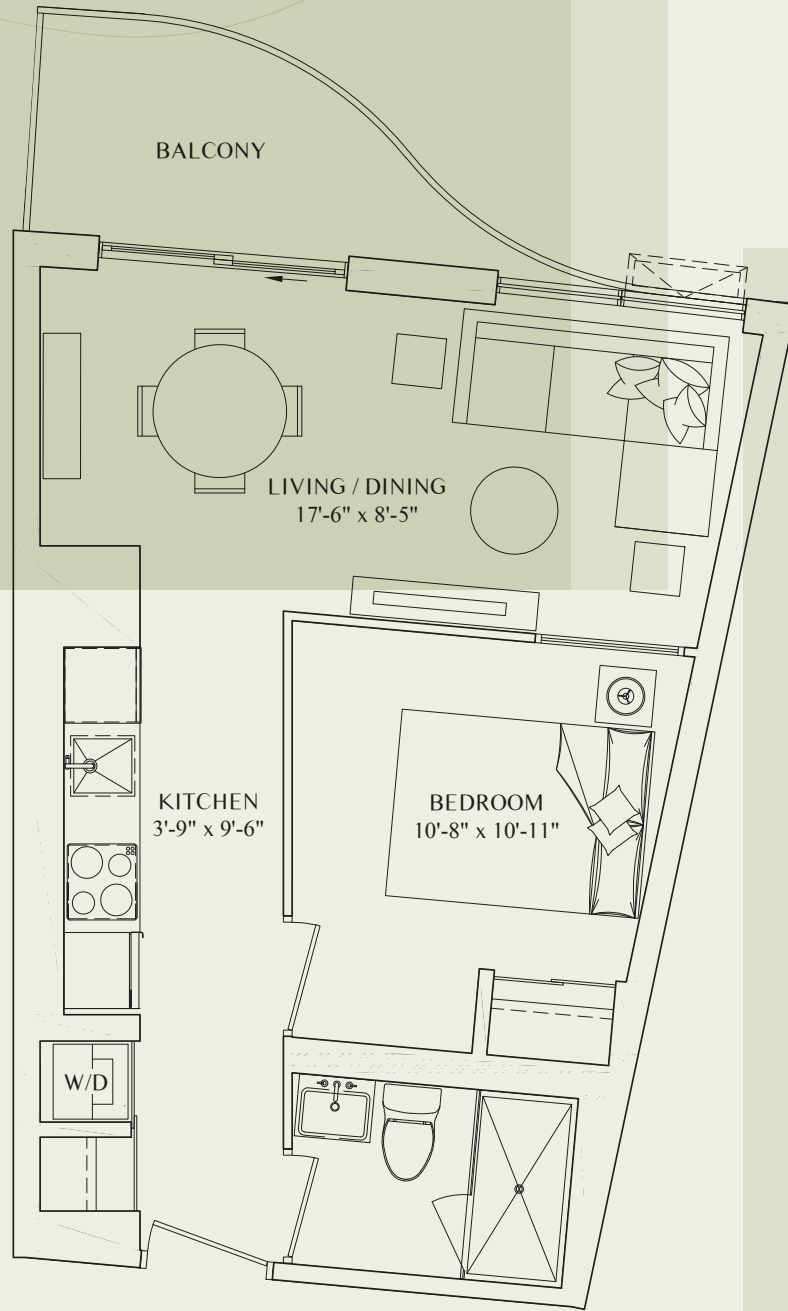 BALCONY
LIVING / DINING
17'-6" x 8'-5"
KITCHEN
3'-9" x 9'-6"
BEDROOM
10'-8" x 10'-11"
W/D